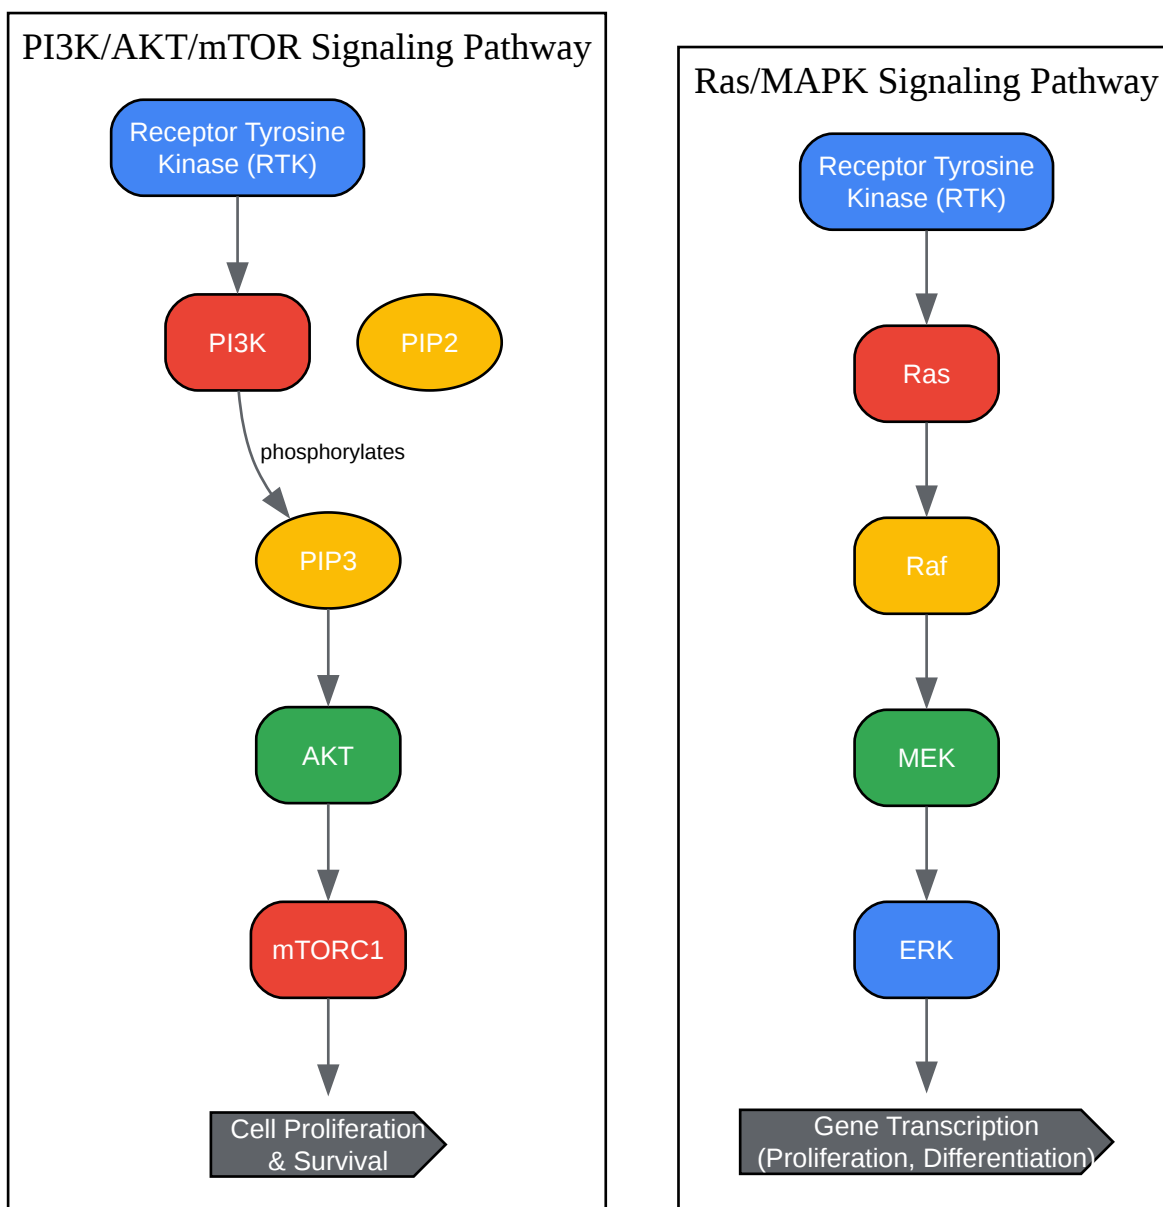 PI3K/AKT/mTOR Signaling Pathway
Receptor Tyrosine
Kinase (RTK)
PI3K
PIP2
phosphorylates
PIP3
AKT
mTORC1
Cell Proliferation
& Survival
Ras/MAPK Signaling Pathway
Receptor Tyrosine
Kinase (RTK)
Ras
Raf
MEK
ERK
Gene Transcription
(Proliferation, Differentiation)